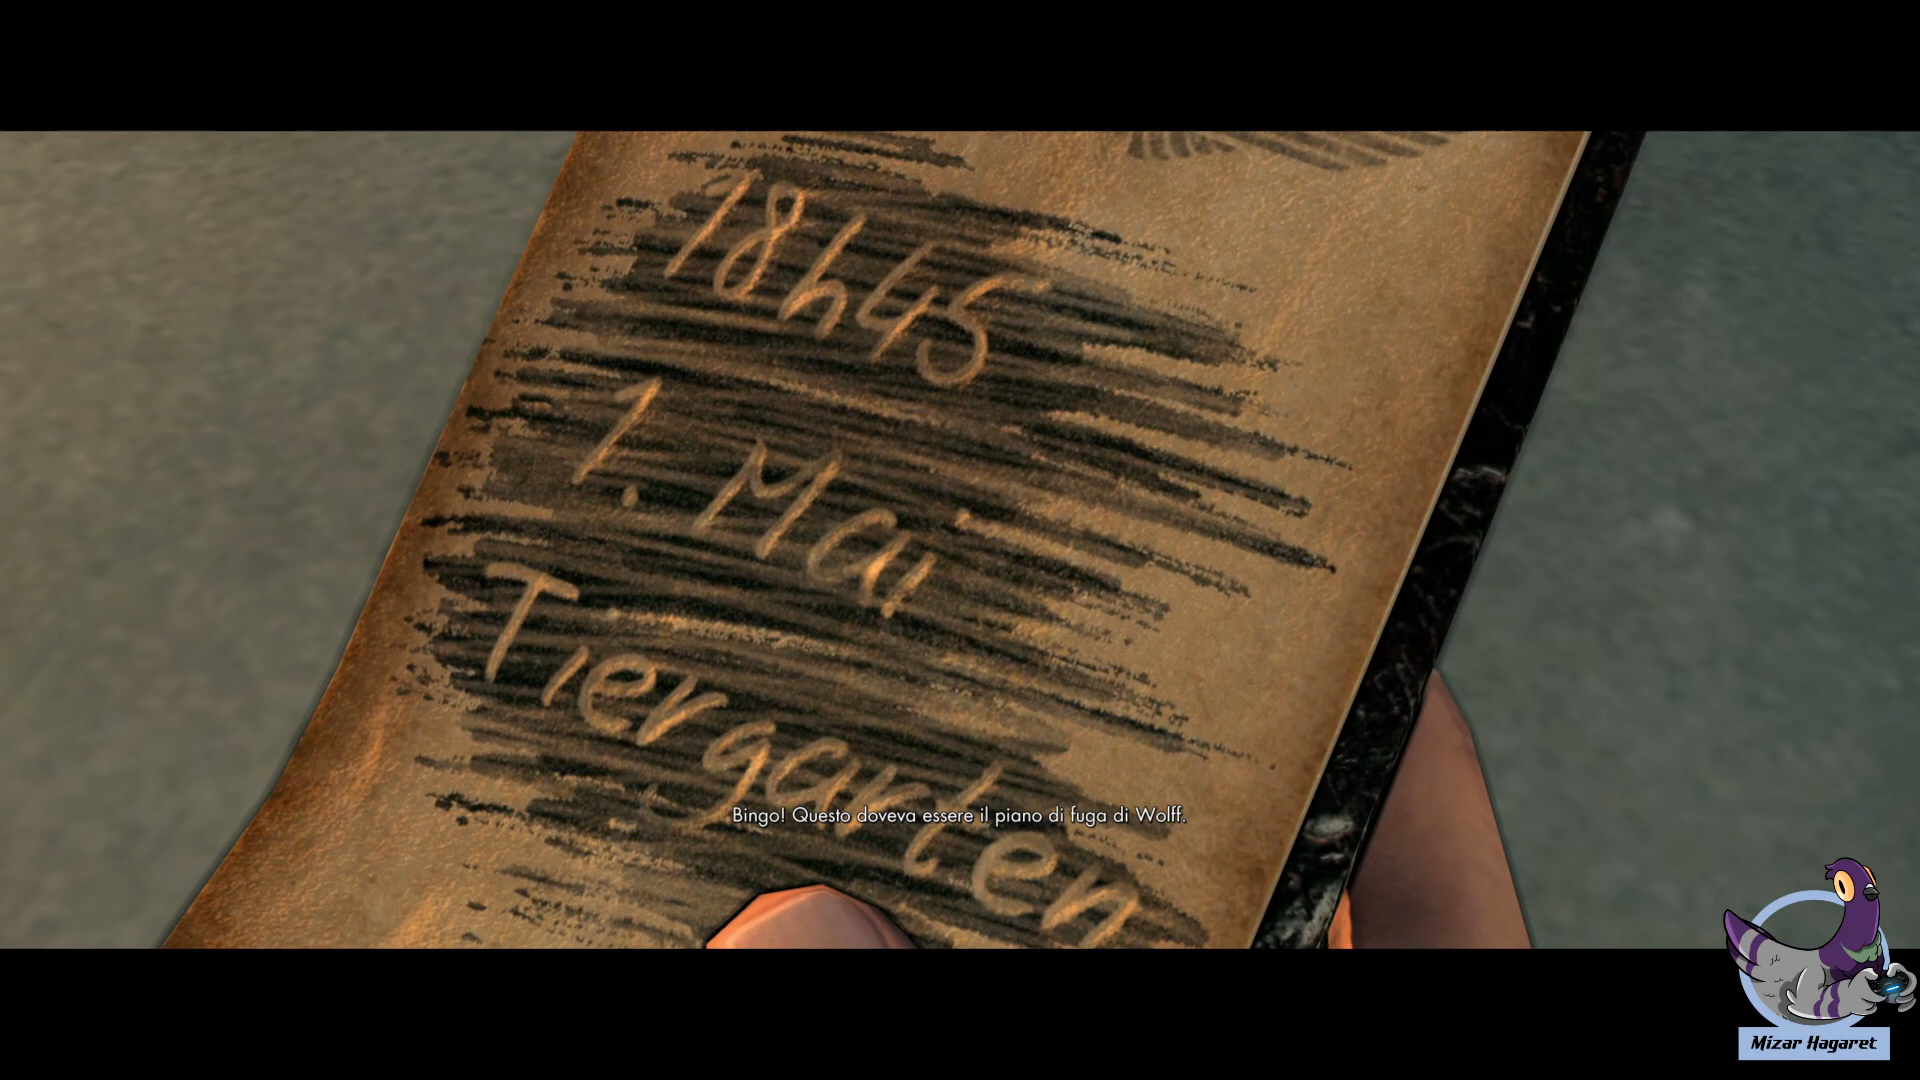 18h45
1. Mai
Tiergarten
Bingo! Questo doveva essere il piano di fuga di Wolff.
Mizar Hagaret